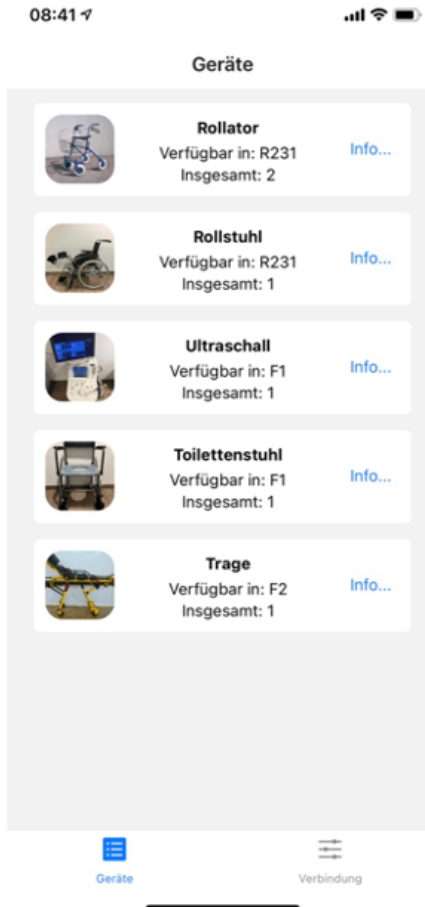 08:41
Geräte
Rollator
Verfügbar in: R231
Insgesamt: 2
Info...
Rollstuhl
Verfügbar in: R231
Insgesamt: 1
Info...
Ultraschall
Verfügbar in: F1
Insgesamt: 1
Info...
Toilettenstuhl
Verfügbar in: F1
Insgesamt: 1
Info...
Trage
Verfügbar in: F2
Insgesamt: 1
Info...
Geräte
Verbindung